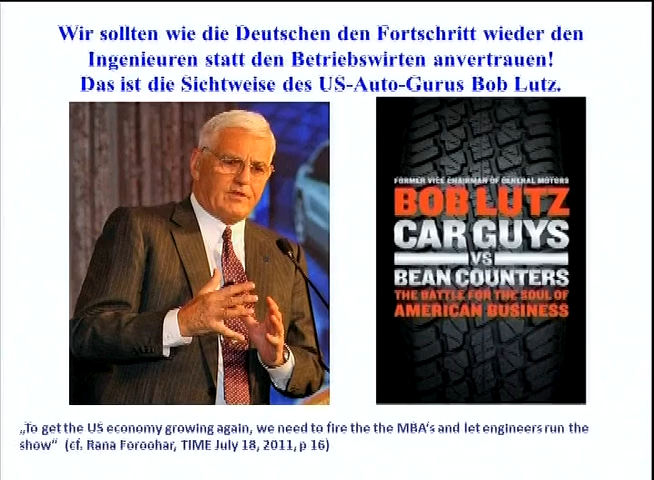 Wir sollten wie die Deutschen den Fortschritt wieder den
Ingenieuren statt den Betriebswirten anvertrauen!
Das ist die Sichtweise des US-Auto-Gurus Bob Lutz.
FORMER VICE CHAIRMAN OF GENERAL MOTORS
BOB LUTZ
CAR GUYS
VS
BEAN COUNTERS
THE BATTLE FOR THE SOUL OF
AMERICAN BUSINESS
„To get the US economy growing again, we need to fire the the MBA‘s and let engineers run the
show“ (cf. Rana Foroohar, TIME July 18, 2011, p 16)